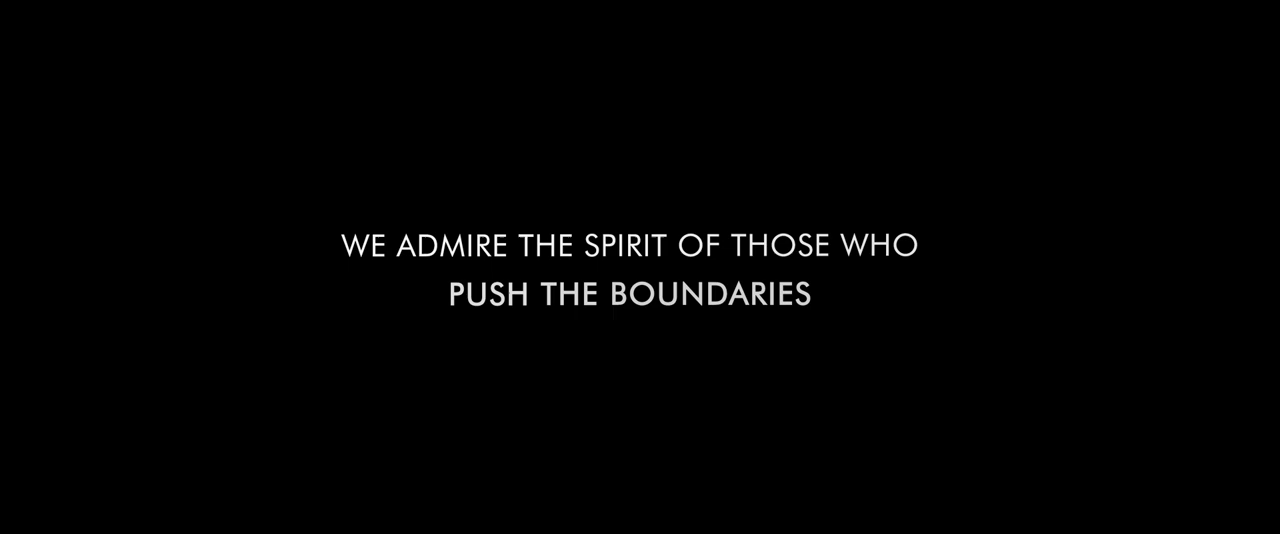 WE ADMIRE THE SPIRIT OF THOSE WHO
PUSH THE BOUNDARIES